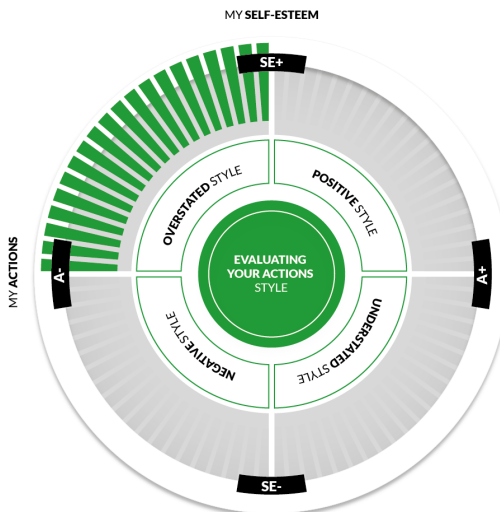 MY SELF-ESTEEM
SE+
OVERSTATED STYLE
POSITIVE STYLE
MY ACTIONS
A-
EVALUATING
YOUR ACTIONS
STYLE
A+
NEGATIVE STYLE
UNDERSTATED STYLE
SE-